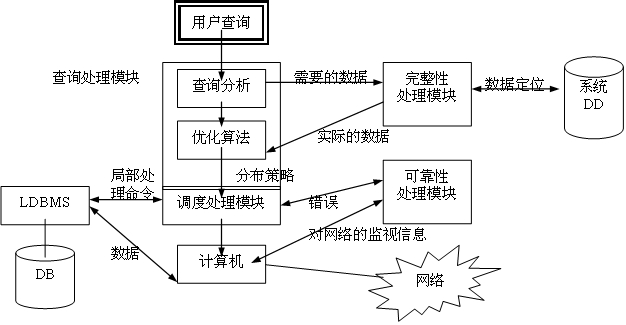 用户查询
查询处理模块
查询分析
需要的数据
完整性
处理模块
数据定位
系统
DD
优化算法
实际的数据
分布策略
局部处
理命令
LDBMS
调度处理模块
错误
可靠性
处理模块
对网络的监视信息
数据
计算机
DB
网络